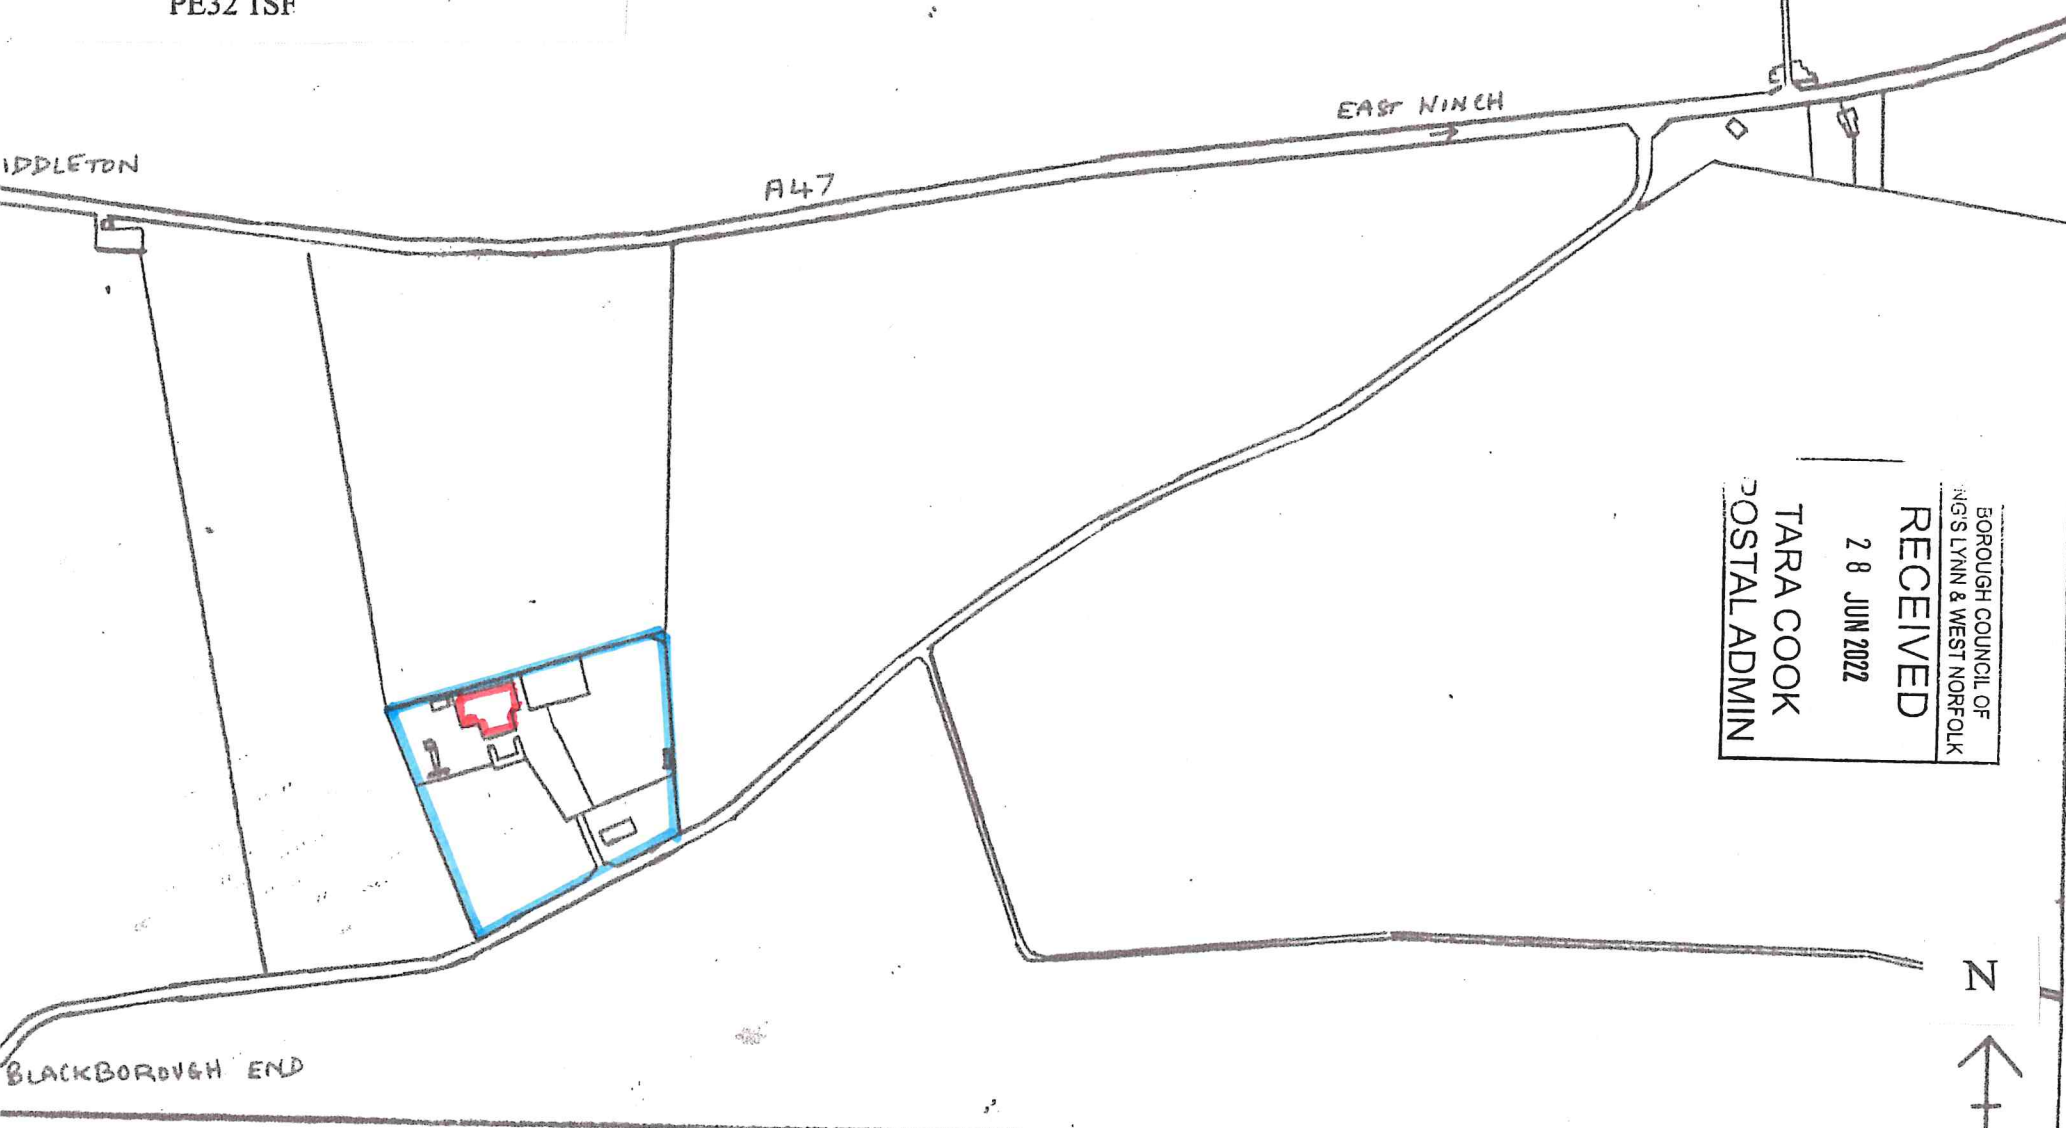 PE32 1SF
EAST WINCH
IDDLETON
A47
BOROUGH COUNCIL OF
NG'S LYNN & WEST NORFOLK
RECEIVED
28 JUN 2022
TARA COOK
POSTAL ADMIN
N
BLACKBOROUGH END